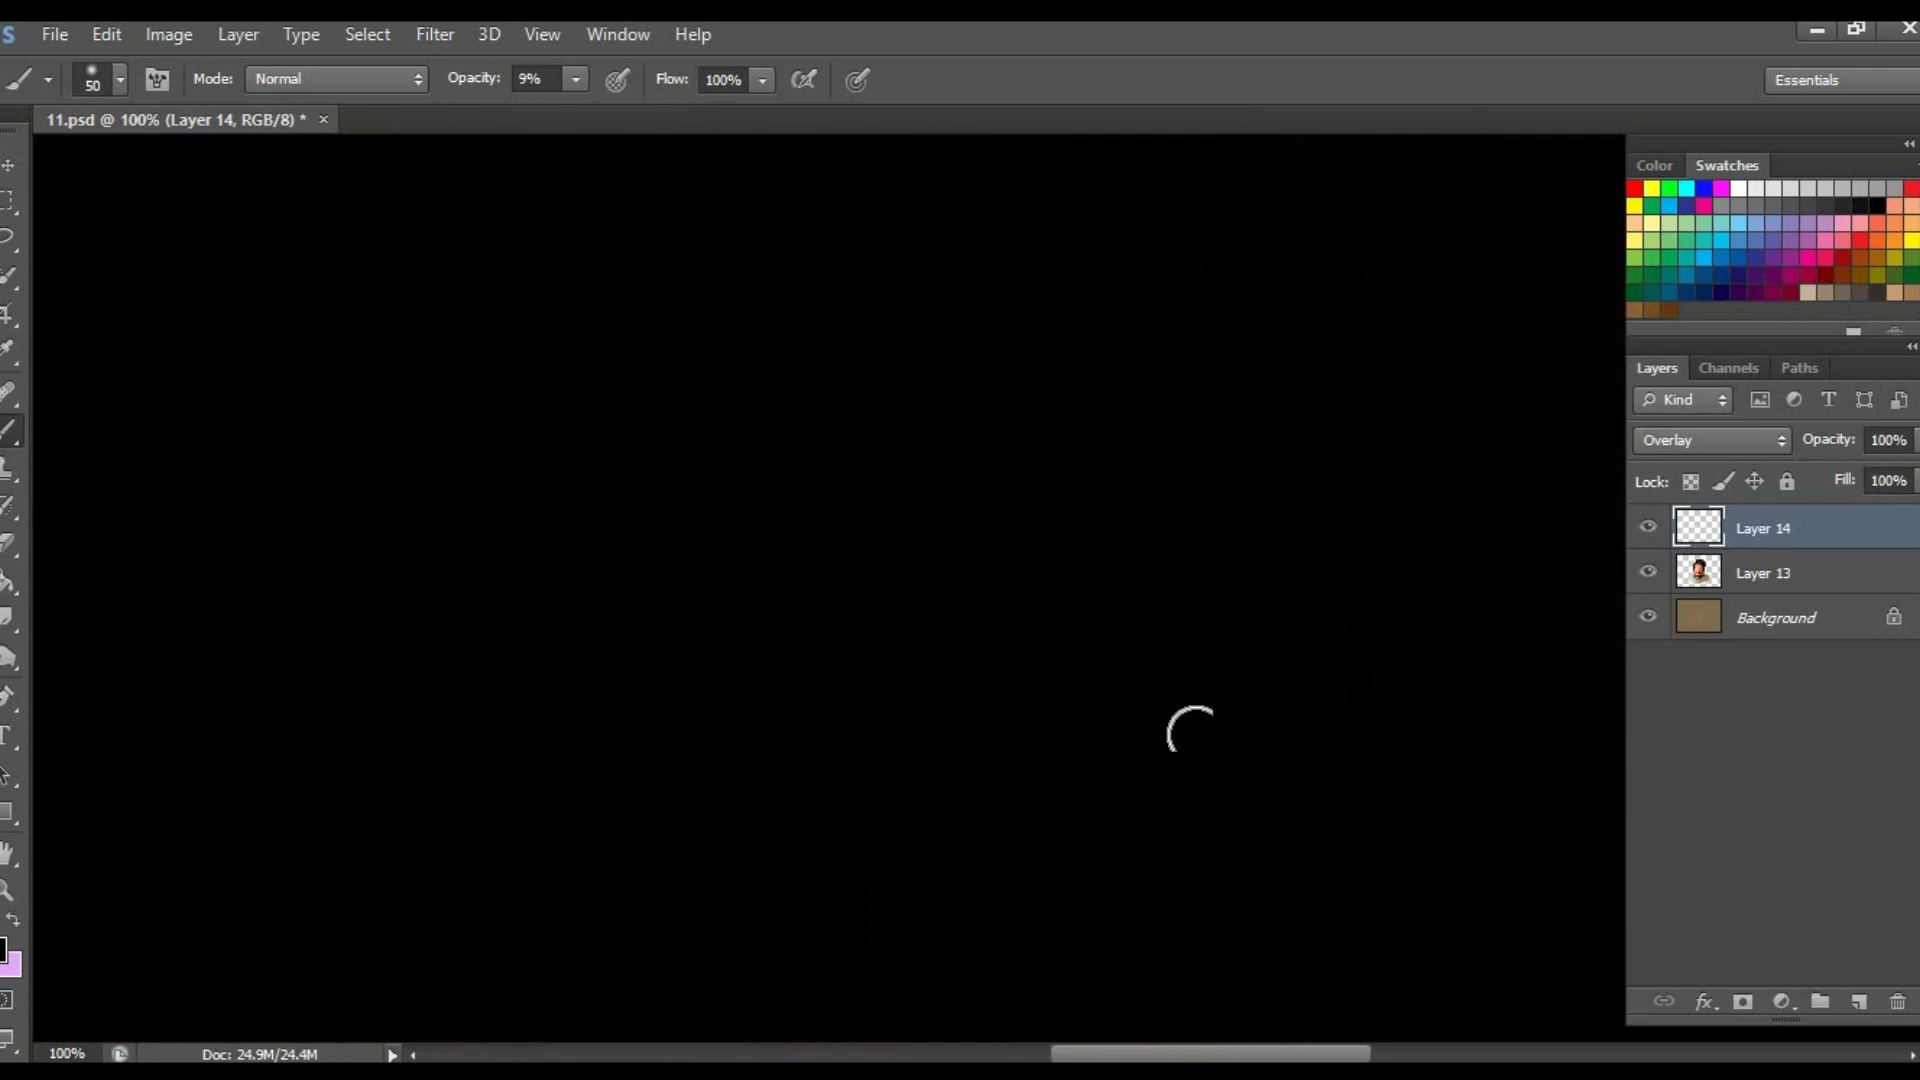 File Edit Image Layer Type Select Filter 3D View Window Help
50 Mode: Normal Opacity: 9% Flow: 100% Essentials
11.psd @ 100% (Layer 14, RGB/8) * ×
Color Swatches
Layers Channels Paths
Kind
Overlay Opacity: 100%
Lock: Fill: 100%
Layer 14
Layer 13
Background
fx
100% Doc: 24.9M/24.4M